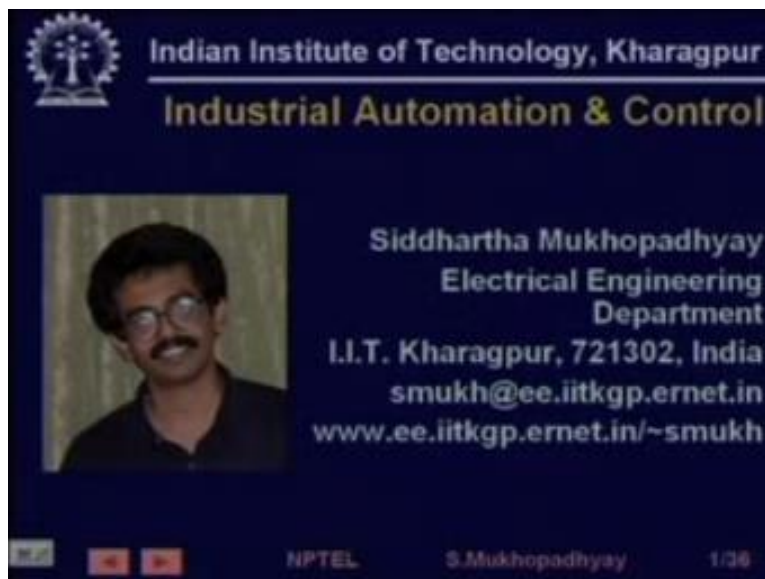 Indian Institute of Technology, Kharagpur
Industrial Automation & Control
Siddhartha Mukhopadhyay
Electrical Engineering
Department
I.I.T. Kharagpur, 721302, India
smukh@ee.iitkgp.ernet.in
www.ee.iitkgp.ernet.in/~smukh
NPTEL S.Mukhopadhyay 1/36